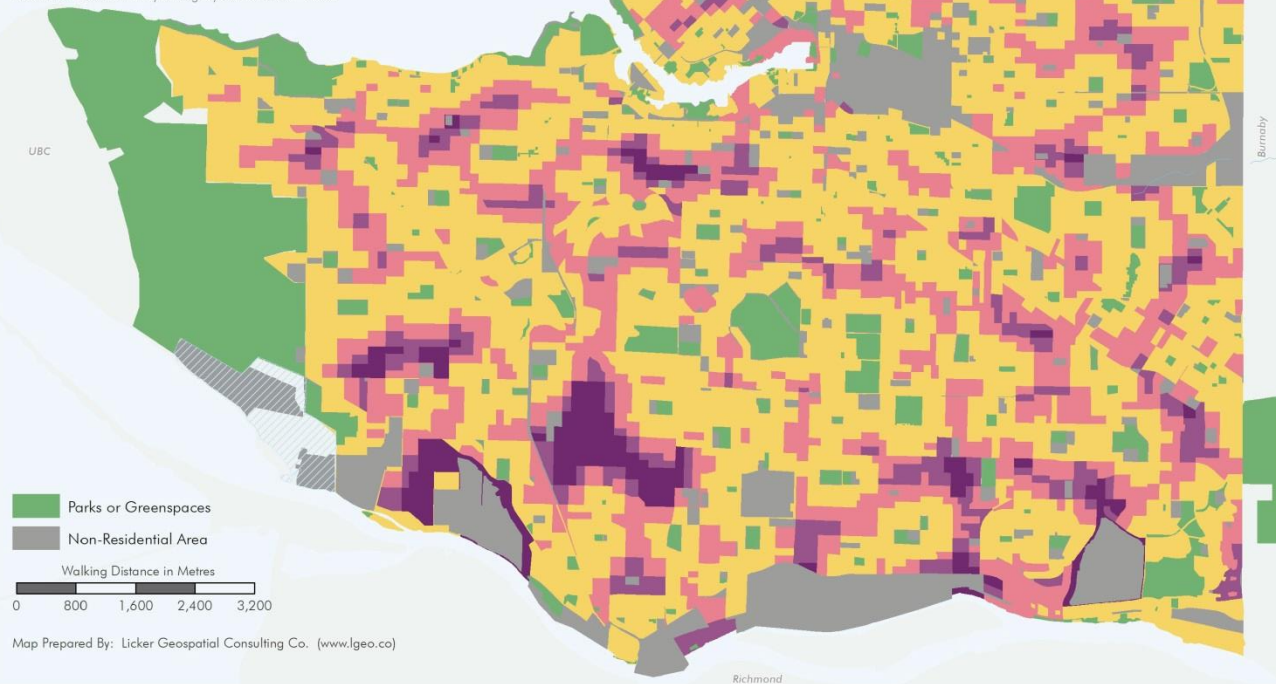 UBC
Burnaby
Parks or Greenspaces
Non-Residential Area
Walking Distance in Metres
0 800 1,600 2,400 3,200
Map Prepared By: Licker Geospatial Consulting Co. (www.lgeo.co)
Richmond